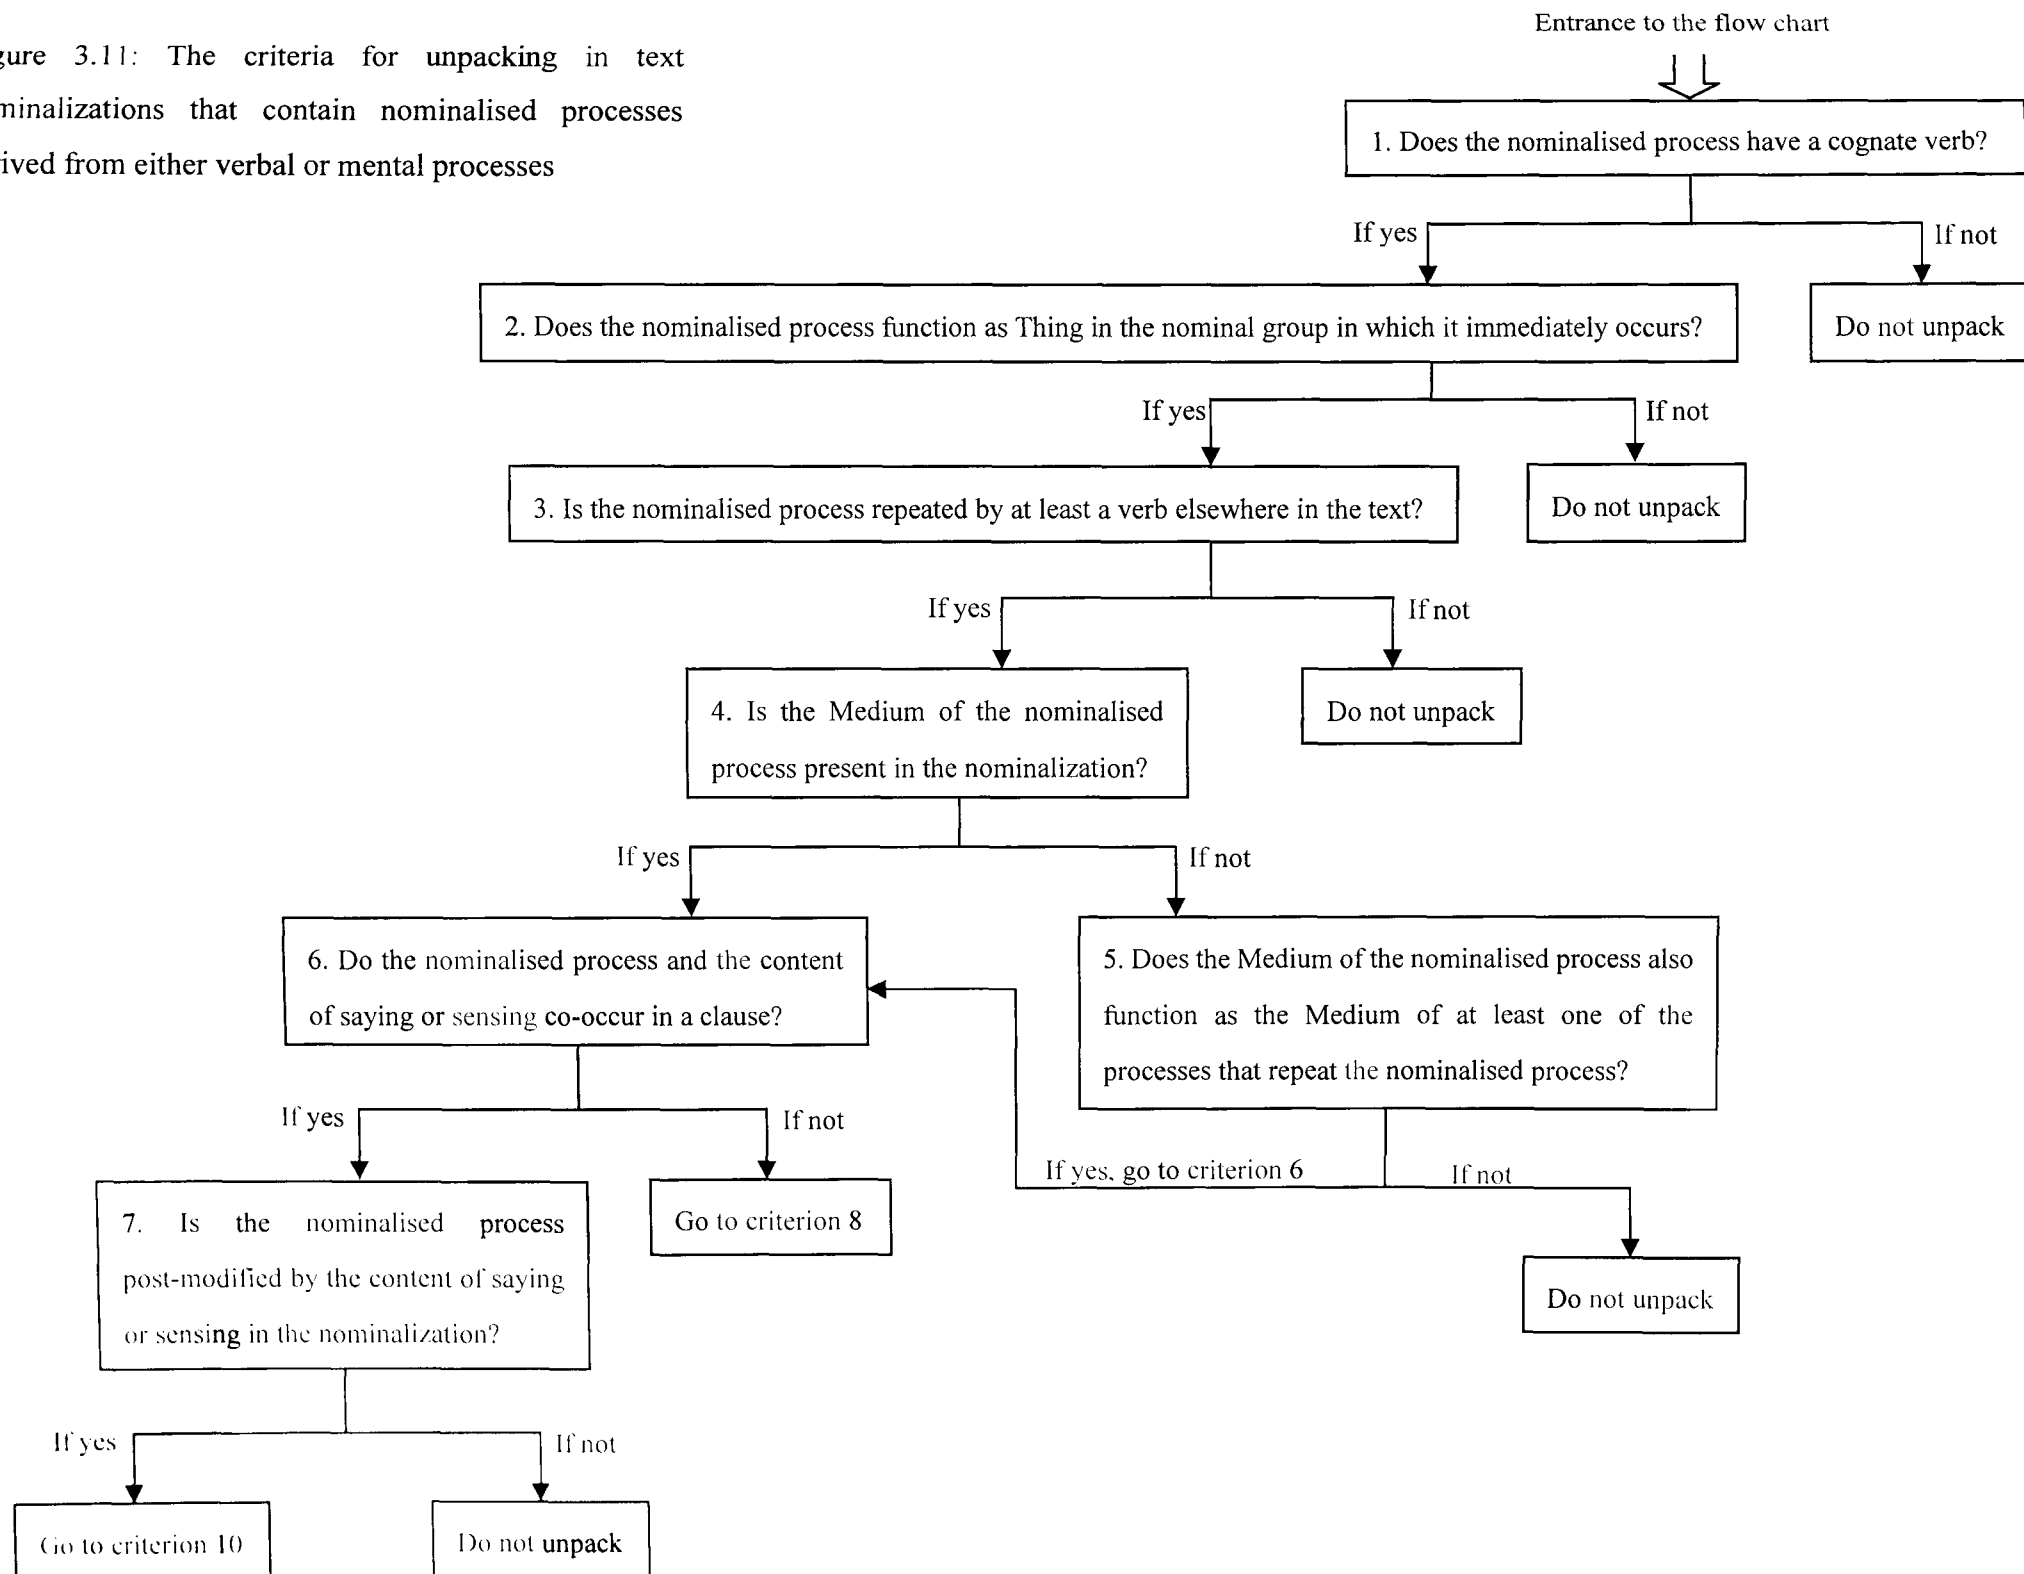 gure 3.11: The criteria for unpacking in text
minalizations that contain nominalised processes
rived from either verbal or mental processes
Entrance to the flow chart
1. Does the nominalised process have a cognate verb?
If yes
If not
2. Does the nominalised process function as Thing in the nominal group in which it immediately occurs?
Do not unpack
If yes
If not
3. Is the nominalised process repeated by at least a verb elsewhere in the text?
Do not unpack
If yes
If not
4. Is the Medium of the nominalised
process present in the nominalization?
Do not unpack
If yes
If not
6. Do the nominalised process and the content
of saying or sensing co-occur in a clause?
5. Does the Medium of the nominalised process also
function as the Medium of at least one of the
processes that repeat the nominalised process?
If yes
If not
If yes, go to criterion 6
If not
7. Is the nominalised process
post-modified by the content of saying
or sensing in the nominalization?
Go to criterion 8
Do not unpack
If yes
If not
Go to criterion 10
Do not unpack